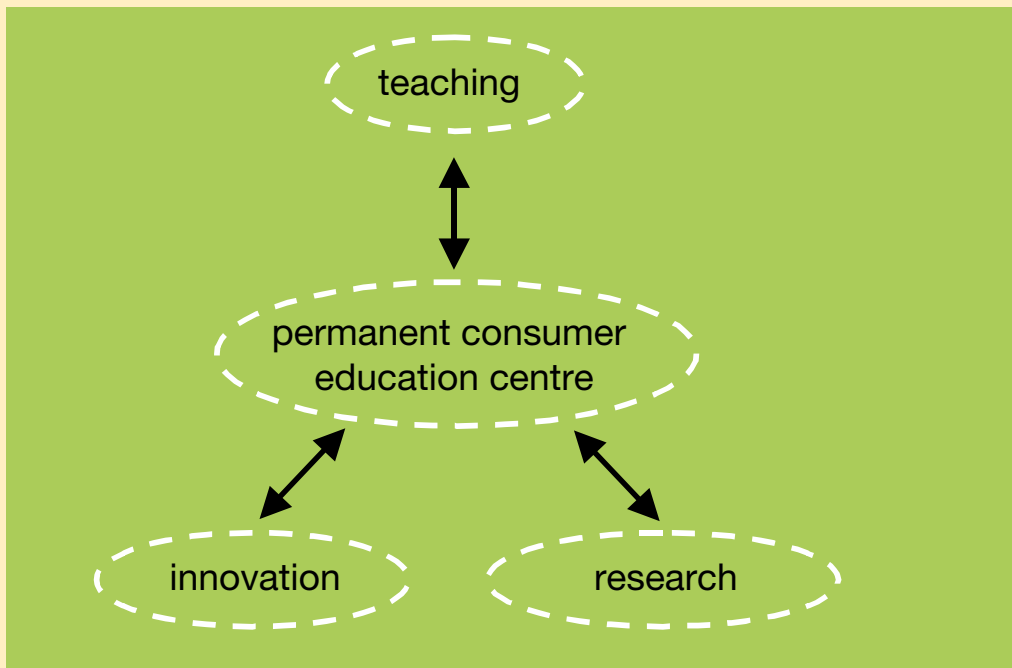 teaching
permanent consumer
education centre
innovation
research